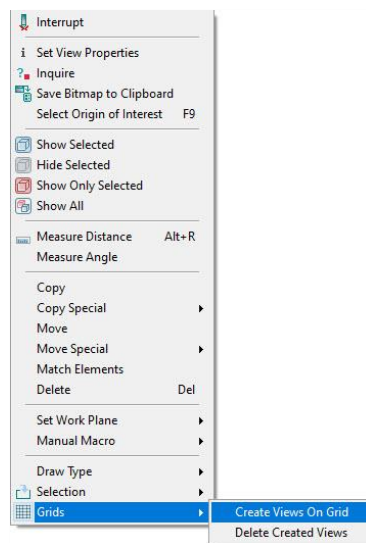 Interrupt
Set View Properties
Inquire
Save Bitmap to Clipboard
Select Origin of Interest F9
Show Selected
Hide Selected
Show Only Selected
Show All
Measure Distance Alt+R
Measure Angle
Copy
Copy Special
Move
Move Special
Match Elements
Delete Del
Set Work Plane
Manual Macro
Draw Type
Selection
Grids Create Views On Grid
Delete Created Views